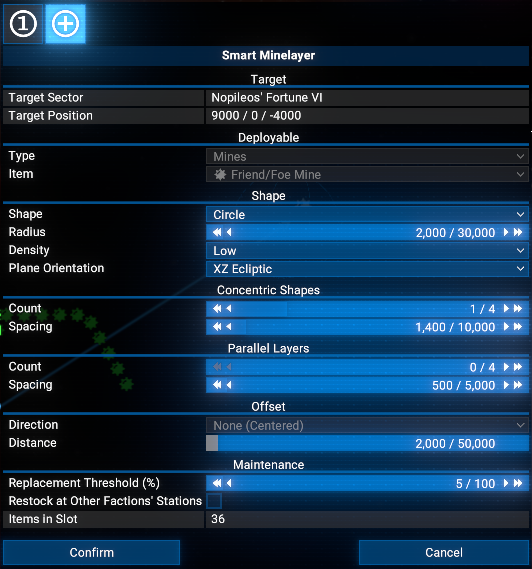 1
Smart Minelayer
Target
Target Sector Nopileos' Fortune VI
Target Position 9000 / 0 / -4000
Deployable
Type Mines
Item Friend/Foe Mine
Shape
Shape Circle
Radius 2,000 / 30,000
Density Low
Plane Orientation XZ Ecliptic
Concentric Shapes
Count 1 / 4
Spacing 1,400 / 10,000
Parallel Layers
Count 0 / 4
Spacing 500 / 5,000
Offset
Direction None (Centered)
Distance 2,000 / 50,000
Maintenance
Replacement Threshold (%) 5 / 100
Restock at Other Factions' Stations
Items in Slot 36
Confirm Cancel